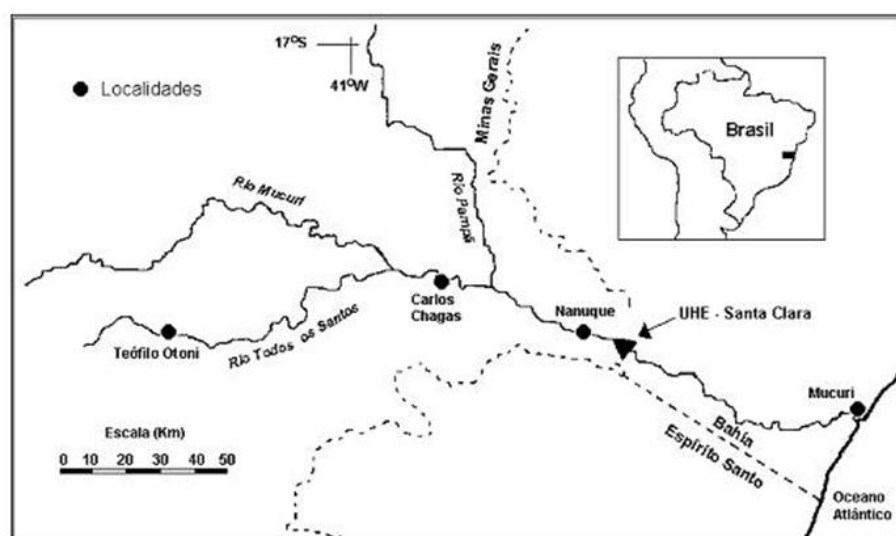 17ºS
41ºW
Localidades
Minas Gerais
Brasil
Rio Mucuri
Rio Pampã
Carlos
Chagas
Nanuque
UHE - Santa Clara
Teófilo Otoni
Rio Todos os Santos
Mucuri
Bahia
Espírito Santo
Escala (Km)
0 10 20 30 40 50
Oceano
Atlântico